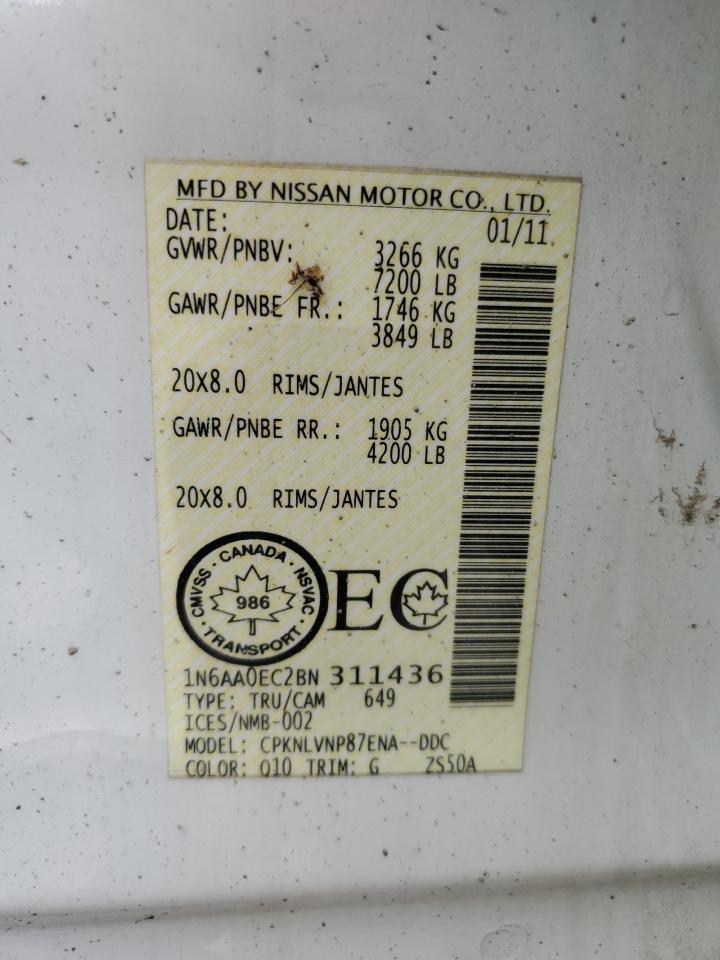 MFD BY NISSAN MOTOR CO., LTD.
DATE: 01/11
GVWR/PNBV: 3266 KG
7200 LB
GAWR/PNBE FR.: 1746 KG
3849 LB
20X8.0 RIMS/JANTES
GAWR/PNBE RR.: 1905 KG
4200 LB
20X8.0 RIMS/JANTES
CMVSS · CANADA · NSVAC · TRANSPORT ·
986
EC
1N6AA0EC2BN 311436
TYPE: TRU/CAM 649
ICES/NMB-002
MODEL: CPKNLVNP87ENA--DDC
COLOR: Q10 TRIM: G ZS50A